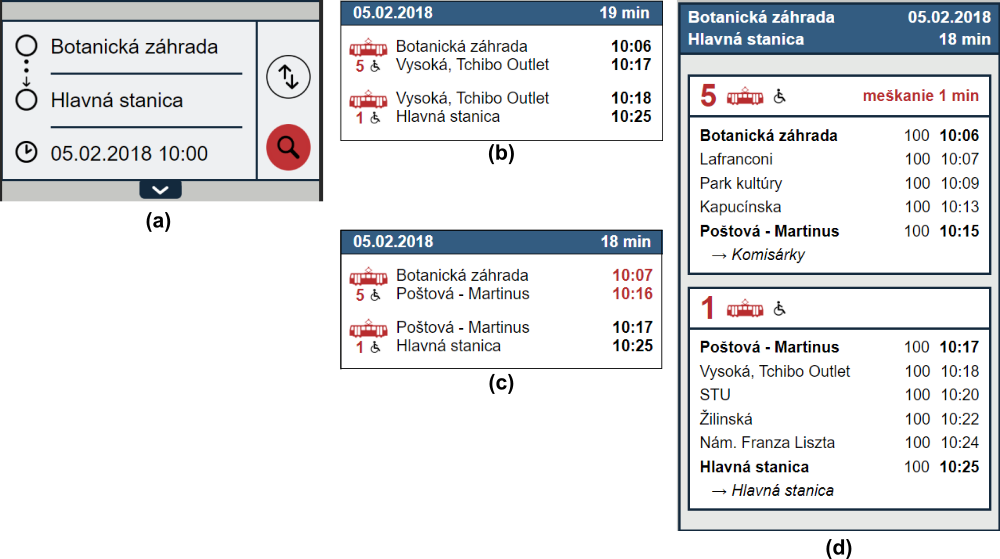 Botanická záhrada
Hlavná stanica
05.02.2018 10:00
(a)
05.02.2018 19 min
Botanická záhrada 10:06
5 Vysoká, Tchibo Outlet 10:17
Vysoká, Tchibo Outlet 10:18
1 Hlavná stanica 10:25
(b)
05.02.2018 18 min
Botanická záhrada 10:07
5 Poštová - Martinus 10:16
Poštová - Martinus 10:17
1 Hlavná stanica 10:25
(c)
Botanická záhrada 05.02.2018
Hlavná stanica 18 min
5 meškanie 1 min
Botanická záhrada 100 10:06
Lafranconi 100 10:07
Park kultúry 100 10:09
Kapucínska 100 10:13
Poštová - Martinus 100 10:15
→ Komisárky
1
Poštová - Martinus 100 10:17
Vysoká, Tchibo Outlet 100 10:18
STU 100 10:20
Žilinská 100 10:22
Nám. Franza Liszta 100 10:24
Hlavná stanica 100 10:25
→ Hlavná stanica
(d)